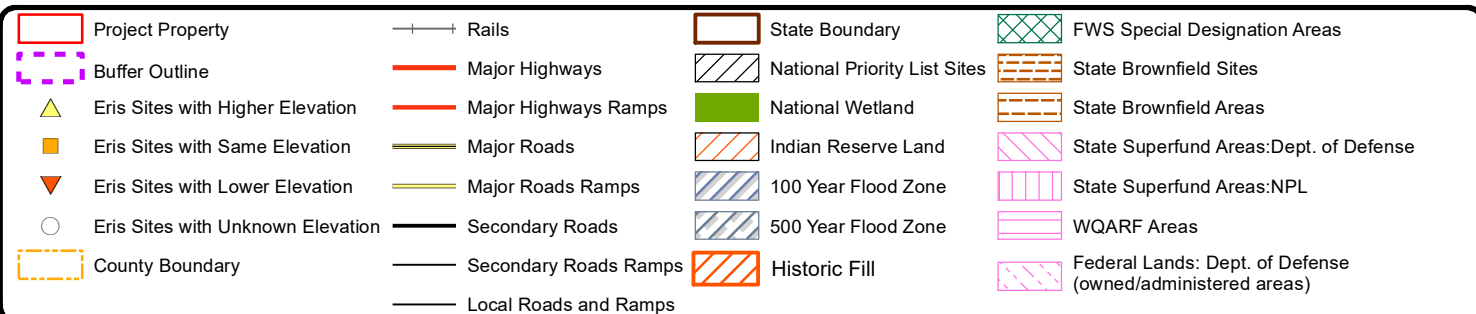 Project Property
Buffer Outline
Eris Sites with Higher Elevation
Eris Sites with Same Elevation
Eris Sites with Lower Elevation
Eris Sites with Unknown Elevation
County Boundary
Rails
Major Highways
Major Highways Ramps
Major Roads
Major Roads Ramps
Secondary Roads
Secondary Roads Ramps
Local Roads and Ramps
State Boundary
National Priority List Sites
National Wetland
Indian Reserve Land
100 Year Flood Zone
500 Year Flood Zone
Historic Fill
FWS Special Designation Areas
State Brownfield Sites
State Brownfield Areas
State Superfund Areas:Dept. of Defense
State Superfund Areas:NPL
WQARF Areas
Federal Lands: Dept. of Defense
(owned/administered areas)